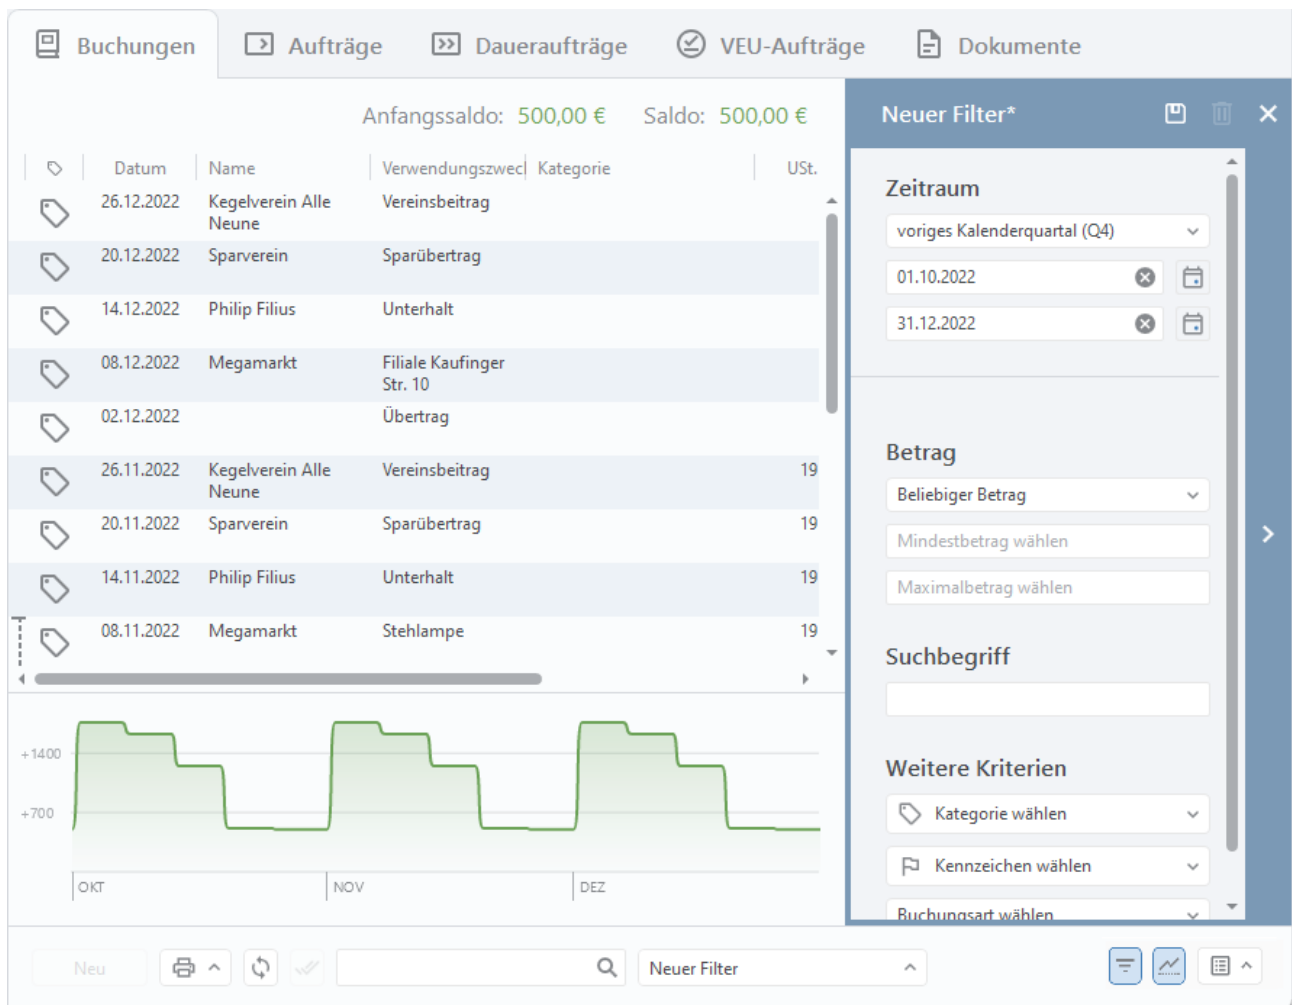 Buchungen Aufträge Daueraufträge VEU-Aufträge Dokumente
Anfangssaldo: 500,00 € Saldo: 500,00 €
Datum Name Verwendungszwec Kategorie USt.
26.12.2022 Kegelverein Alle Neune Vereinsbeitrag
20.12.2022 Sparverein Sparübertrag
14.12.2022 Philip Filius Unterhalt
08.12.2022 Megamarkt Filiale Kaufinger Str. 10
02.12.2022 Übertrag
26.11.2022 Kegelverein Alle Neune Vereinsbeitrag 19
20.11.2022 Sparverein Sparübertrag 19
14.11.2022 Philip Filius Unterhalt 19
08.11.2022 Megamarkt Stehlampe 19
+1400
+700
OKT NOV DEZ
Neuer Filter*
Zeitraum
voriges Kalenderquartal (Q4)
01.10.2022
31.12.2022
Betrag
Beliebiger Betrag
Mindestbetrag wählen
Maximalbetrag wählen
Suchbegriff
Weitere Kriterien
Kategorie wählen
Kennzeichen wählen
Buchungsart wählen
Neu Neuer Filter